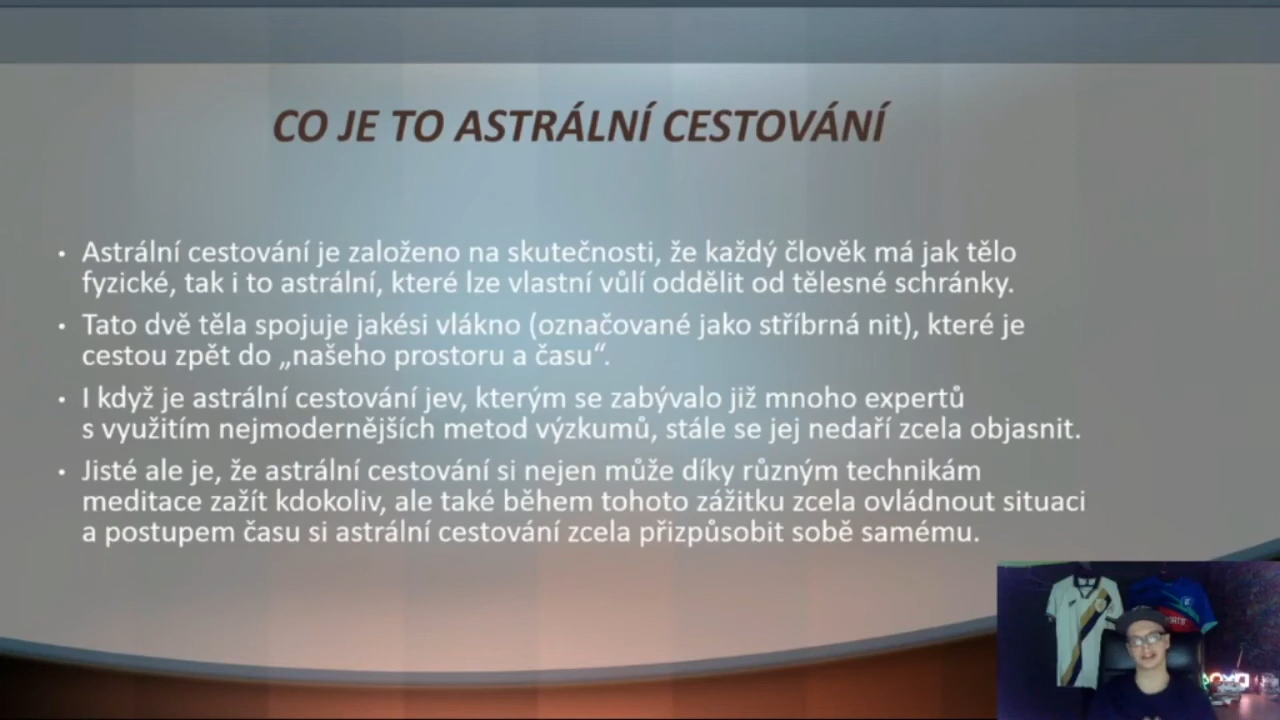 CO JE TO ASTRÁLNÍ CESTOVÁNÍ
• Astrální cestování je založeno na skutečnosti, že každý člověk má jak tělo
fyzické, tak i to astrální, které lze vlastní vůlí oddělit od tělesné schránky.
• Tato dvě těla spojuje jakési vlákno (označované jako stříbrná nit), které je
cestou zpět do „našeho prostoru a času“.
• I když je astrální cestování jev, kterým se zabývalo již mnoho expertů
s využitím nejmodernějších metod výzkumů, stále se jej nedaří zcela objasnit.
• Jisté ale je, že astrální cestování si nejen může díky různým technikám
meditace zažít kdokoliv, ale také během tohoto zážitku zcela ovládnout situaci
a postupem času si astrální cestování zcela přizpůsobit sobě samému.